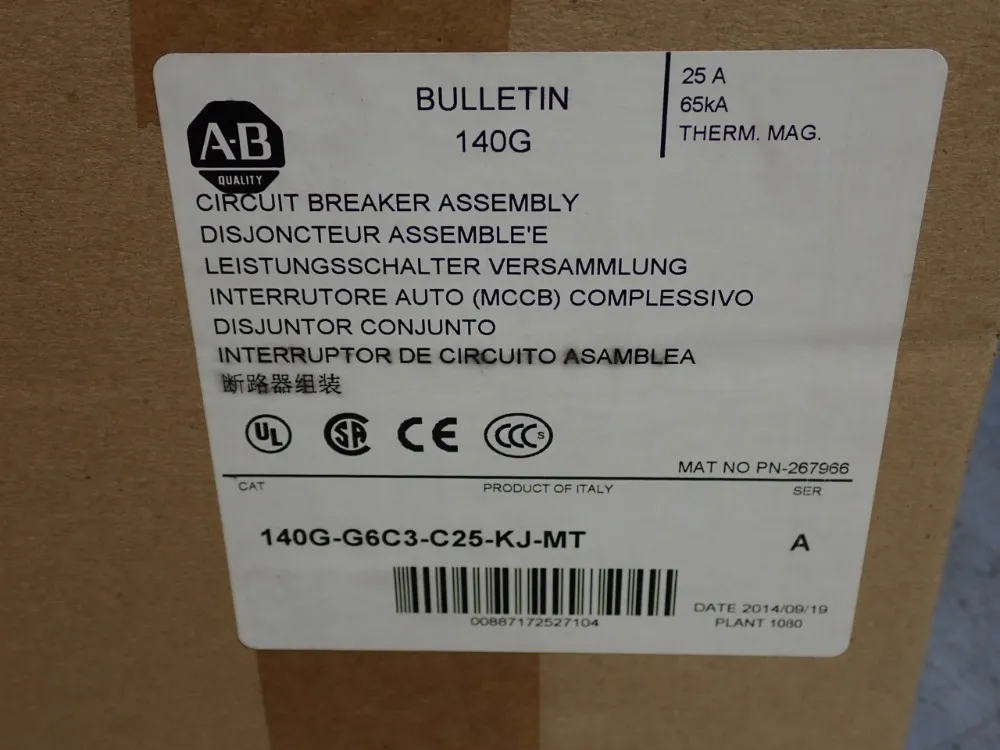 A-B
QUALITY
BULLETIN
140G
25 A
65kA
THERM. MAG.
CIRCUIT BREAKER ASSEMBLY
DISJONCTEUR ASSEMBLE'E
LEISTUNGSSCHALTER VERSAMMLUNG
INTERRUTORE AUTO (MCCB) COMPLESSIVO
DISJUNTOR CONJUNTO
INTERRUPTOR DE CIRCUITO ASAMBLEA
断路器组装
UL SA CE CCC S
MAT NO PN-267966
CAT PRODUCT OF ITALY SER
140G-G6C3-C25-KJ-MT A
00887172527104
DATE 2014/09/19
PLANT 1080